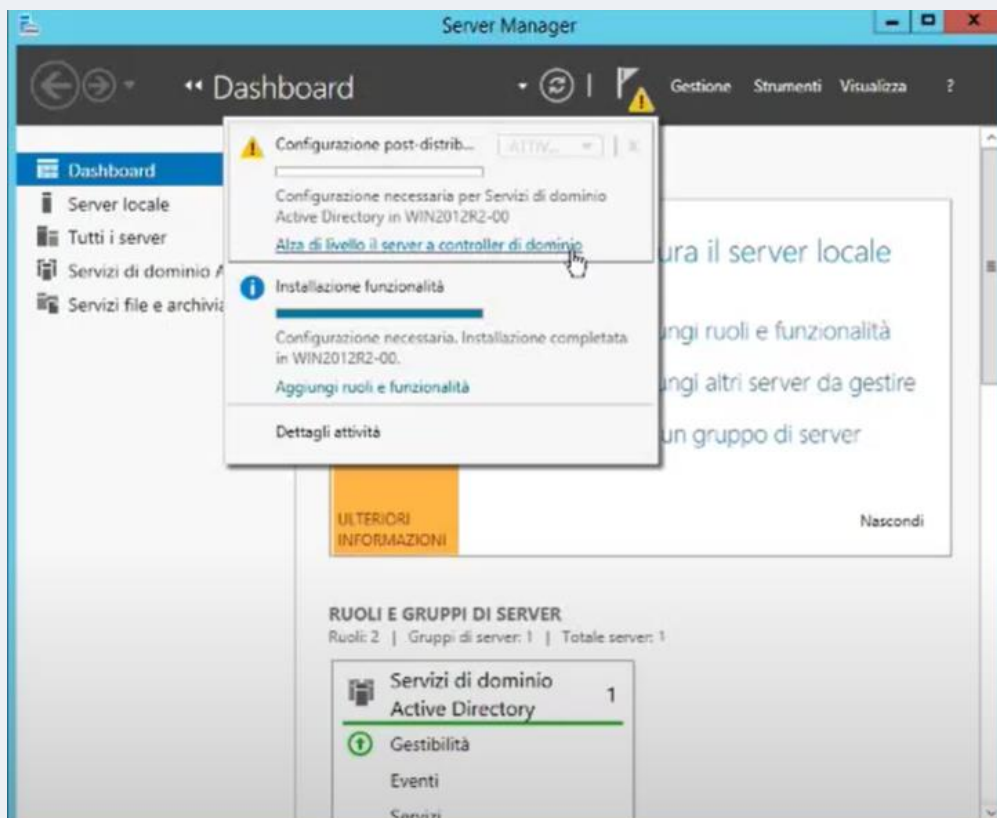 Server Manager
Dashboard
Gestione Strumenti Visualizza ?
Dashboard
Server locale
Tutti i server
Servizi di dominio A
Servizi file e archivia
Configurazione post-distrib...
ATTIV...
Configurazione necessaria per Servizi di dominio
Active Directory in WIN2012R2-00
Alza di livello il server a controller di dominio
Installazione funzionalità
Configurazione necessaria. Installazione completata
in WIN2012R2-00.
Aggiungi ruoli e funzionalità
Dettagli attività
ura il server locale
ngi ruoli e funzionalità
ngi altri server da gestire
un gruppo di server
ULTERIORI
INFORMAZIONI
Nascondi
RUOLI E GRUPPI DI SERVER
Ruoli: 2 | Gruppi di server: 1 | Totale server: 1
Servizi di dominio
Active Directory
1
Gestibilità
Eventi
Servizi